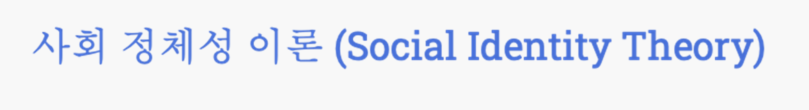 사회 정체성 이론 (Social Identity Theory)